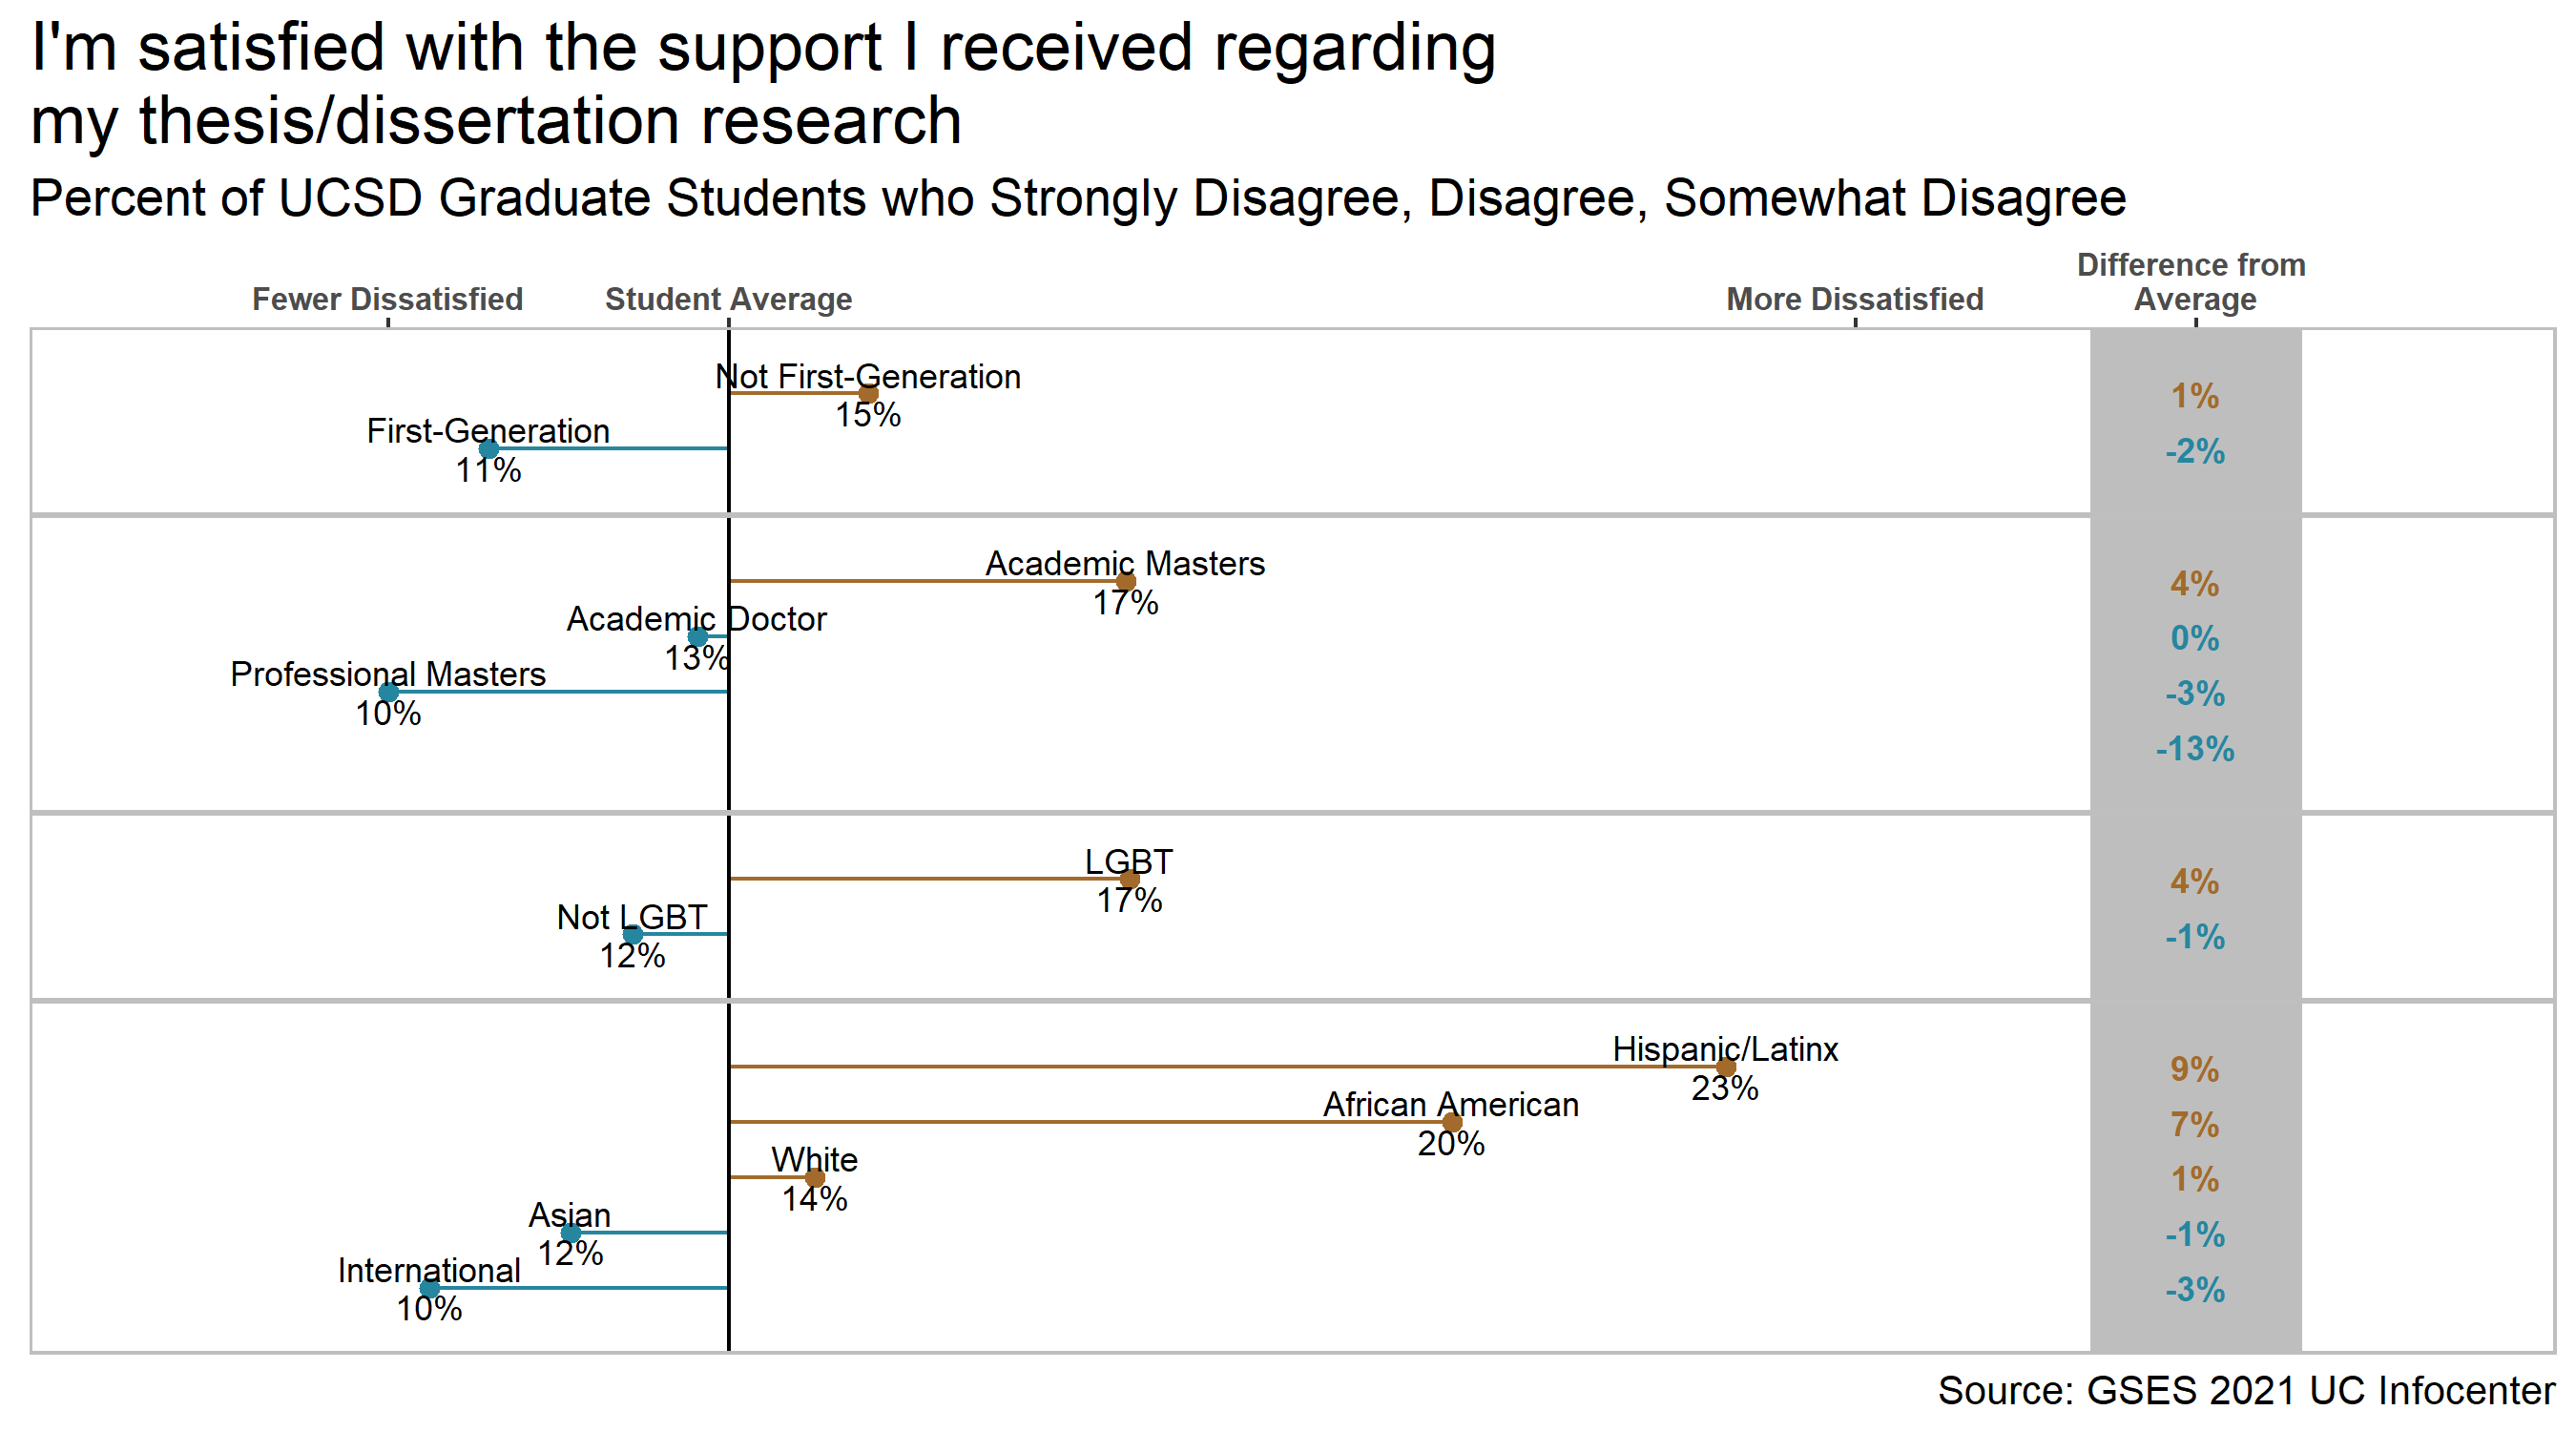 I'm satisfied with the support I received regarding
my thesis/dissertation research
Percent of UCSD Graduate Students who Strongly Disagree, Disagree, Somewhat Disagree
Fewer Dissatisfied
Student Average
More Dissatisfied
Difference from
Average
Not First-Generation
15%
1%
First-Generation
11%
-2%
Academic Masters
17%
4%
Academic Doctor
13%
0%
Professional Masters
10%
-3%
-13%
LGBT
17%
4%
Not LGBT
12%
-1%
Hispanic/Latinx
23%
9%
African American
20%
7%
White
14%
1%
Asian
12%
-1%
International
10%
-3%
Source: GSES 2021 UC Infocenter